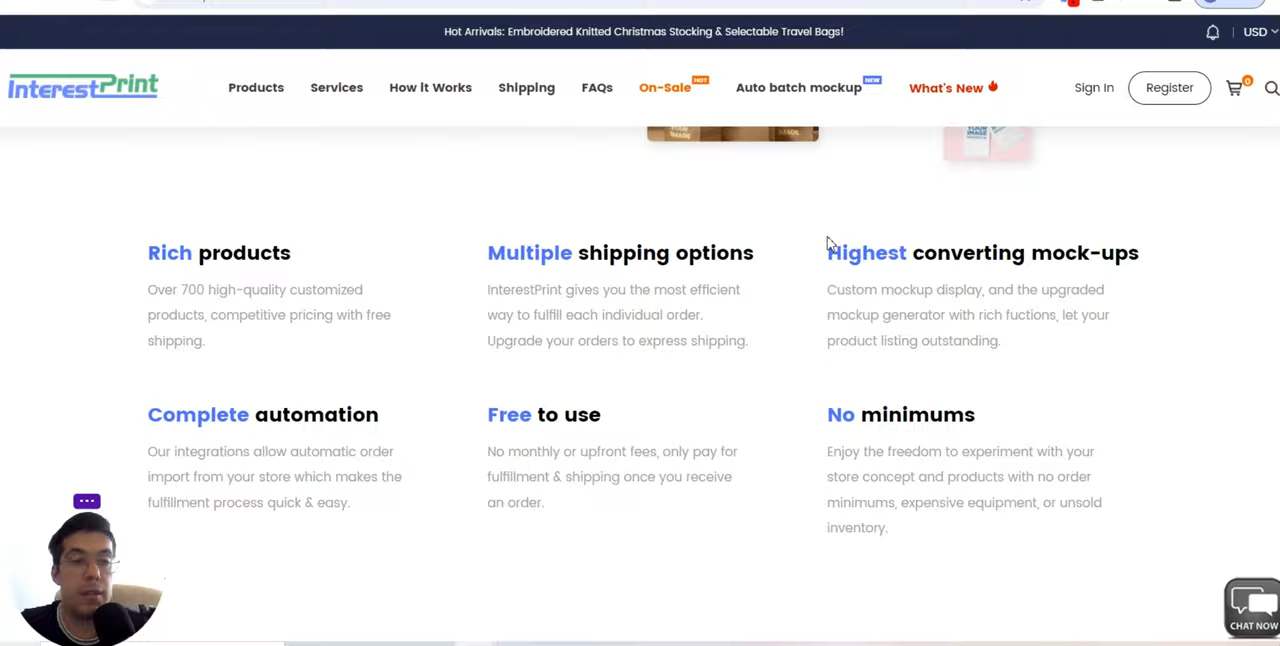 Hot Arrivals: Embroidered Knitted Christmas Stocking & Selectable Travel Bags!
USD
InterestPrint
Products
Services
How it Works
Shipping
FAQs
On-Sale
HOT
Auto batch mockup
NEW
What's New
Sign In
Register
0
YOUR
IMAGE
YOUR
IMAGE
Rich products
Over 700 high-quality customized
products, competitive pricing with free
shipping.
Multiple shipping options
InterestPrint gives you the most efficient
way to fulfill each individual order.
Upgrade your orders to express shipping.
Highest converting mock-ups
Custom mockup display, and the upgraded
mockup generator with rich fuctions, let your
product listing outstanding.
Complete automation
Our integrations allow automatic order
import from your store which makes the
fulfillment process quick & easy.
Free to use
No monthly or upfront fees, only pay for
fulfillment & shipping once you receive
an order.
No minimums
Enjoy the freedom to experiment with your
store concept and products with no order
minimums, expensive equipment, or unsold
inventory.
CHAT NOW